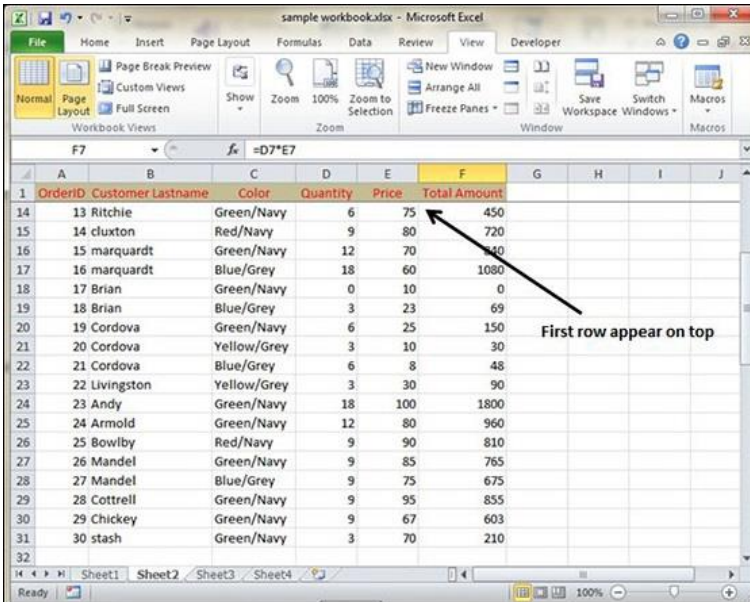 sample workbook.xlsx - Microsoft Excel
File Home Insert Page Layout Formulas Data Review View Developer
Normal Page Layout Page Break Preview Custom Views Full Screen Show Zoom 100% Zoom to Selection New Window Arrange All Freeze Panes Save Workspace Switch Windows Macros
Workbook Views Zoom Window Macros
F7 fx =D7*E7
A B C D E F G H I J
1 OrderID Customer Lastname Color Quantity Price Total Amount
14 13 Ritchie Green/Navy 6 75 450
15 14 cluxton Red/Navy 9 80 720
16 15 marquardt Green/Navy 12 70
17 16 marquardt Blue/Grey 18 60 1080
18 17 Brian Green/Navy 0 10 0
19 18 Brian Blue/Grey 3 23 69
20 19 Cordova Green/Navy 6 25 150
21 20 Cordova Yellow/Grey 3 10 30
22 21 Cordova Blue/Grey 6 8 48
23 22 Livingston Yellow/Grey 3 30 90
24 23 Andy Green/Navy 18 100 1800
25 24 Armold Green/Navy 12 80 960
26 25 Bowlby Red/Navy 9 90 810
27 26 Mandel Green/Navy 9 85 765
28 27 Mandel Blue/Grey 9 75 675
29 28 Cottrell Green/Navy 9 95 855
30 29 Chickey Green/Navy 9 67 603
31 30 stash Green/Navy 3 70 210
32
First row appear on top
Sheet1 Sheet2 Sheet3 Sheet4
Ready 100%